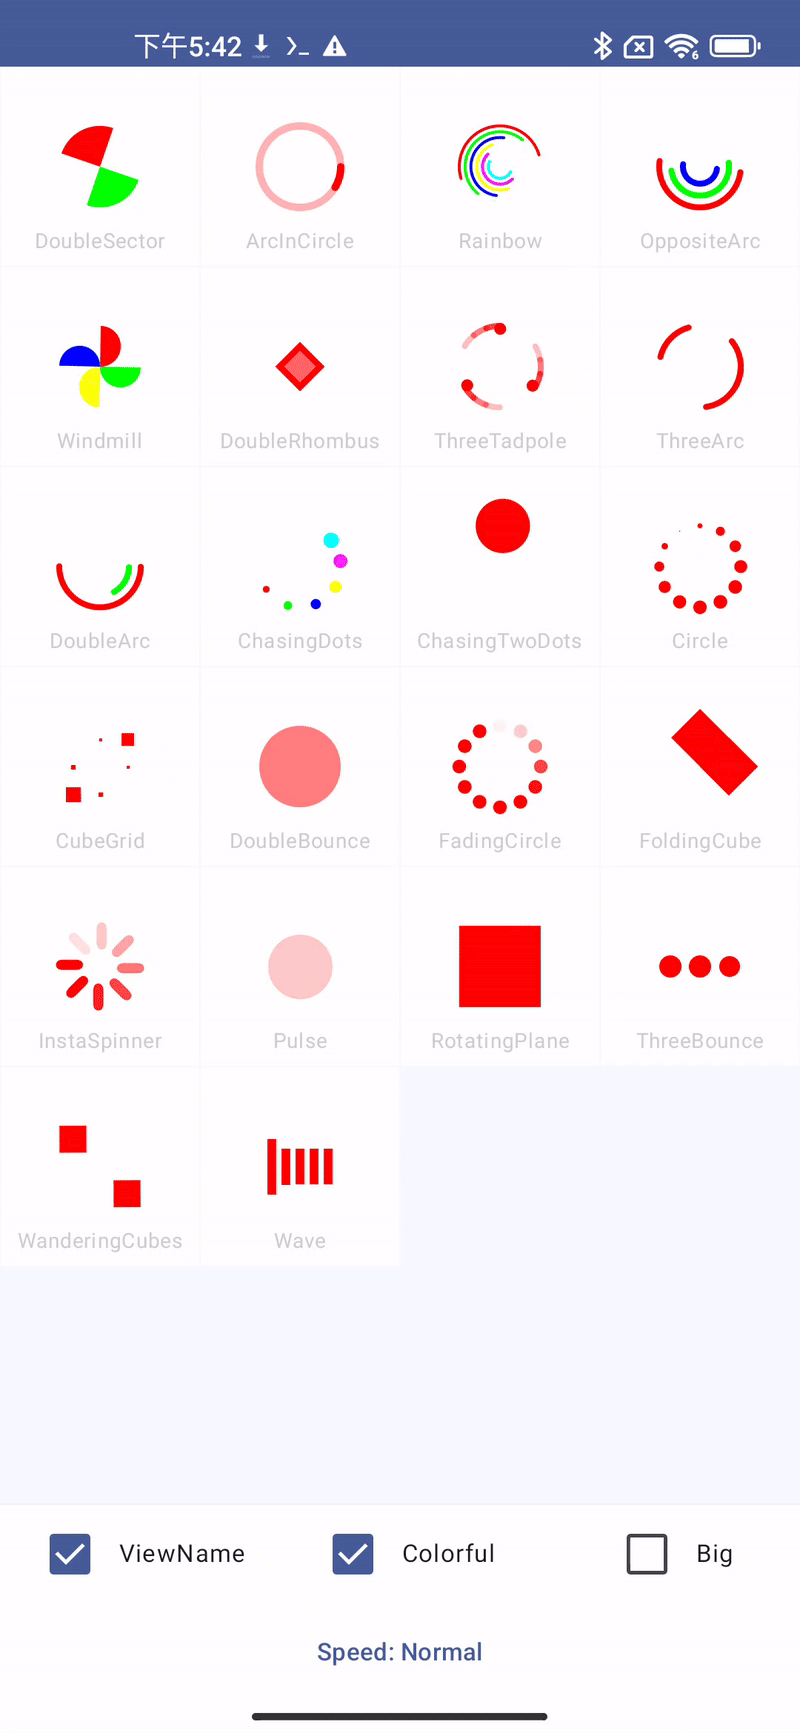 下午5:42
6
DoubleSector
ArcInCircle
Rainbow
OppositeArc
Windmill
DoubleRhombus
ThreeTadpole
ThreeArc
DoubleArc
ChasingDots
ChasingTwoDots
Circle
CubeGrid
DoubleBounce
FadingCircle
FoldingCube
InstaSpinner
Pulse
RotatingPlane
ThreeBounce
WanderingCubes
Wave
ViewName
Colorful
Big
Speed: Normal